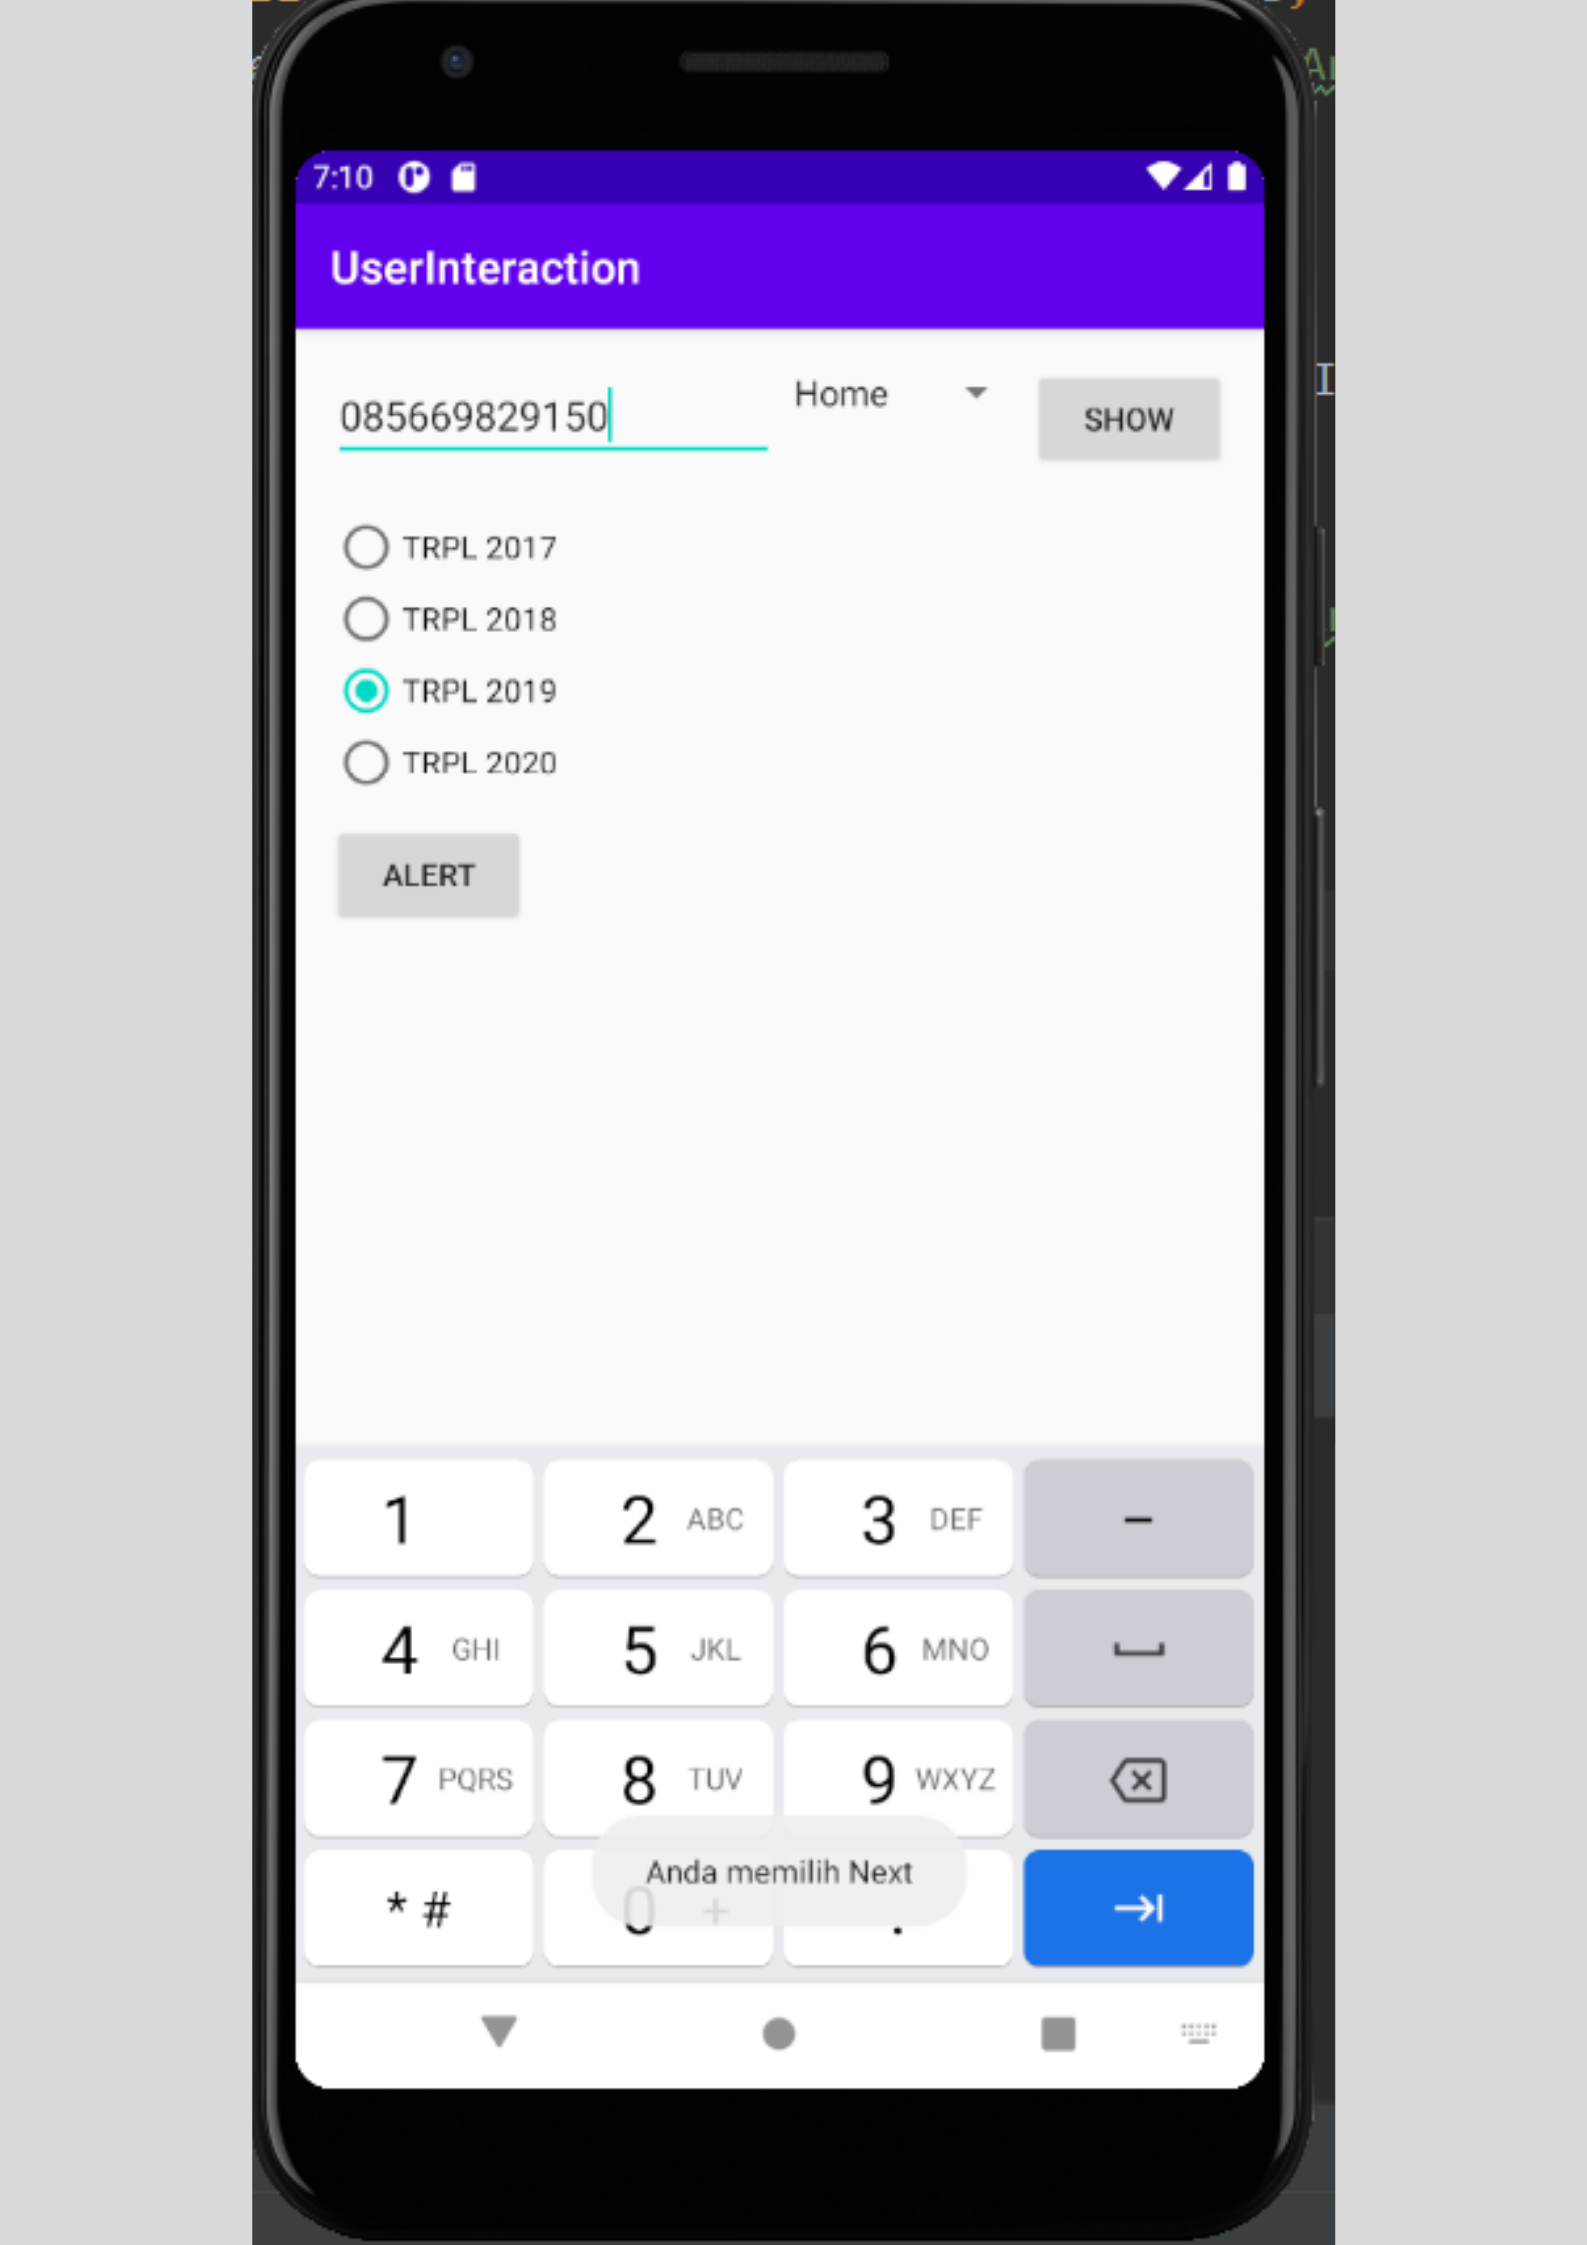 7:10
UserInteraction
085669829150 Home SHOW
TRPL 2017
TRPL 2018
TRPL 2019
TRPL 2020
ALERT
1 2 ABC 3 DEF –
4 GHI 5 JKL 6 MNO
7 PQRS 8 TUV 9 WXYZ
Anda memilih Next
* # 0 + .